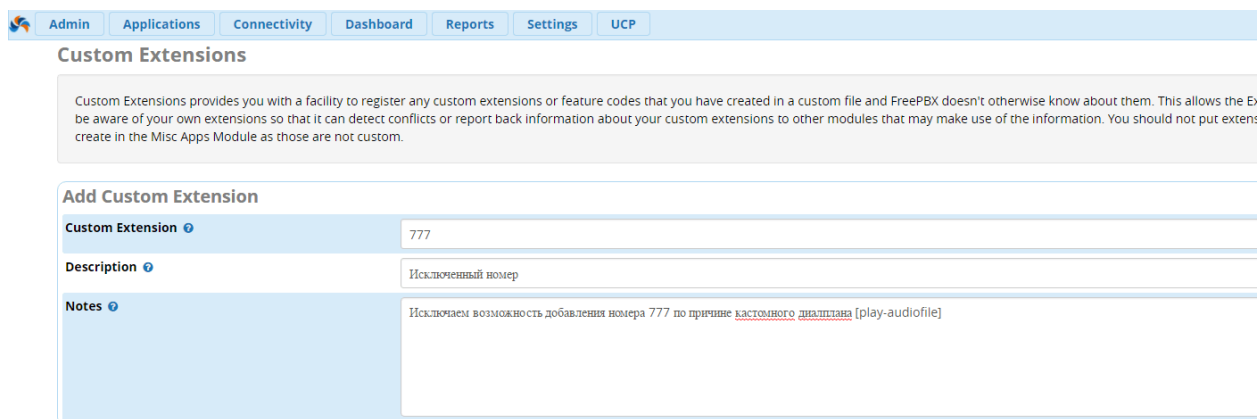 Admin Applications Connectivity Dashboard Reports Settings UCP
Custom Extensions
Custom Extensions provides you with a facility to register any custom extensions or feature codes that you have created in a custom file and FreePBX doesn't otherwise know about them. This allows the
be aware of your own extensions so that it can detect conflicts or report back information about your custom extensions to other modules that may make use of the information. You should not put
create in the Misc Apps Module as those are not custom.
Add Custom Extension
Custom Extension
777
Description
Исключенный номер
Notes
Исключаем возможность добавления номера 777 по причине кастомного диалплана [play-audiofile]